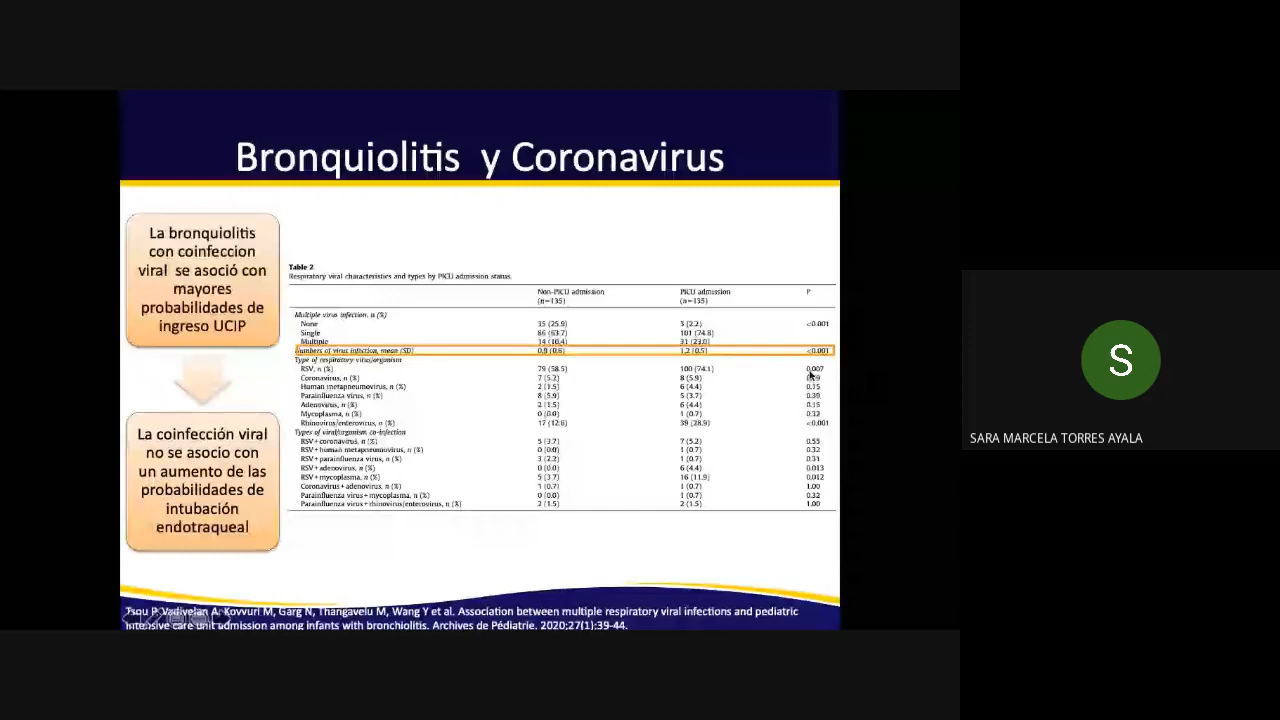 Bronquiolitis y Coronavirus
La bronquiolitis
con coinfeccion
viral se asoció con
mayores
probabilidades de
ingreso UCIP
La coinfección viral
no se asocio con
un aumento de las
probabilidades de
intubación
endotraqueal
Table 2
Respiratory viral characteristics and types by PICU admission status.
Non-PICU admission PICU admission P
(n=135) (n=135)
Multiple virus infection, n (%)
None 35 (25.9) 3 (2.2) <0.001
Single 86 (63.7) 101 (74.8)
Multiple 14 (10.4) 31 (23.0)
Numbers of virus infection, mean (SD) 0.9 (0.6) 1.2 (0.5) <0.001
Type of respiratory virus/organism
RSV, n (%) 79 (58.5) 100 (74.1) 0.007
Coronavirus, n (%) 7 (5.2) 8 (5.9)
Human metapneumovirus, n (%) 2 (1.5) 6 (4.4) 0.15
Parainfluenza virus, n (%) 8 (5.9) 5 (3.7) 0.39
Adenovirus, n (%) 2 (1.5) 6 (4.4) 0.15
Mycoplasma, n (%) 0 (0.0) 1 (0.7) 0.32
Rhinovirus/enterovirus, n (%) 17 (12.6) 39 (28.9) <0.001
Types of viral/organism co-infection
RSV+coronavirus, n (%) 5 (3.7) 7 (5.2) 0.55
RSV+human metapneumovirus, n (%) 0 (0.0) 1 (0.7) 0.32
RSV+parainfluenza virus, n (%) 3 (2.2) 1 (0.7) 0.31
RSV+adenovirus, n (%) 0 (0.0) 6 (4.4) 0.013
RSV+mycoplasma, n (%) 5 (3.7) 16 (11.9) 0.012
Coronavirus+adenovirus, n (%) 1 (0.7) 1 (0.7) 1.00
Parainfluenza virus+mycoplasma, n (%) 0 (0.0) 1 (0.7) 0.32
Parainfluenza virus+rhinovirus/enterovirus, n (%) 2 (1.5) 2 (1.5) 1.00
Tsou P, Vadivelan A, Kovvuri M, Garg N, Thangavelu M, Wang Y et al. Association between multiple respiratory viral infections and pediatric
intensive care unit admission among infants with bronchiolitis. Archives de Pédiatrie. 2020;27(1):39-44.
S
SARA MARCELA TORRES AYALA